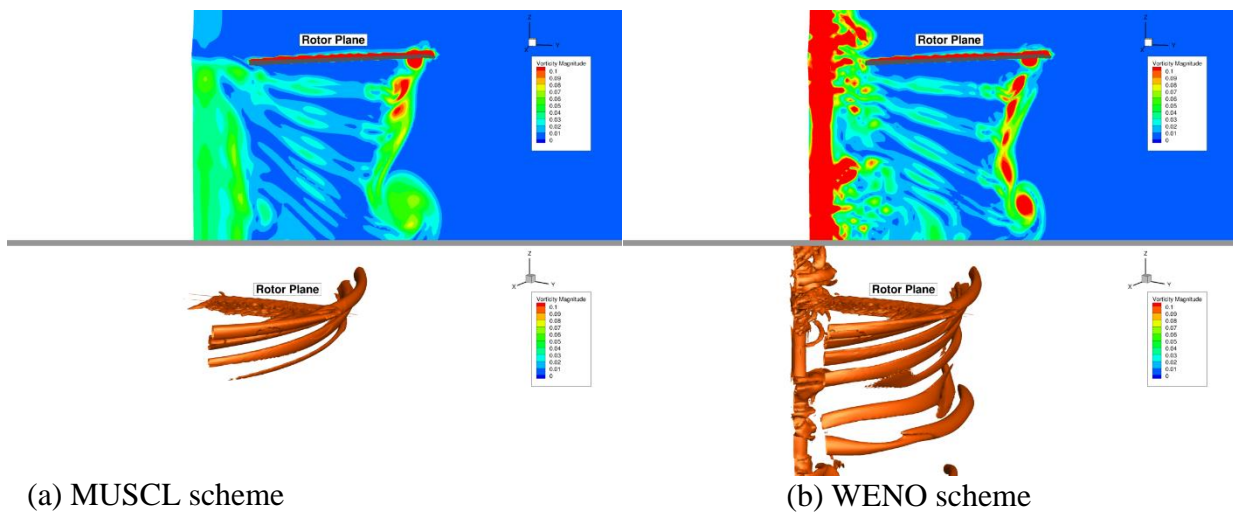 Rotor Plane
Z
Y
Vorticity Magnitude
0.1
0.09
0.08
0.07
0.06
0.05
0.04
0.03
0.02
0.01
0
Rotor Plane
Z
Y
Vorticity Magnitude
0.1
0.09
0.08
0.07
0.06
0.05
0.04
0.03
0.02
0.01
0
Rotor Plane
Z
X
Y
Vorticity Magnitude
0.1
0.09
0.08
0.07
0.06
0.05
0.04
0.03
0.02
0.01
0
Rotor Plane
Z
X
Y
Vorticity Magnitude
0.1
0.09
0.08
0.07
0.06
0.05
0.04
0.03
0.02
0.01
0
(a) MUSCL scheme
(b) WENO scheme